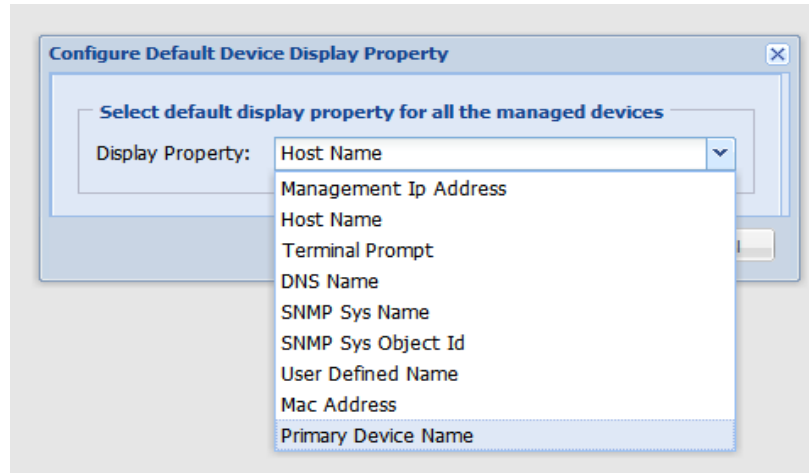 Configure Default Device Display Property
Select default display property for all the managed devices
Display Property: Host Name
Management Ip Address
Host Name
Terminal Prompt
DNS Name
SNMP Sys Name
SNMP Sys Object Id
User Defined Name
Mac Address
Primary Device Name